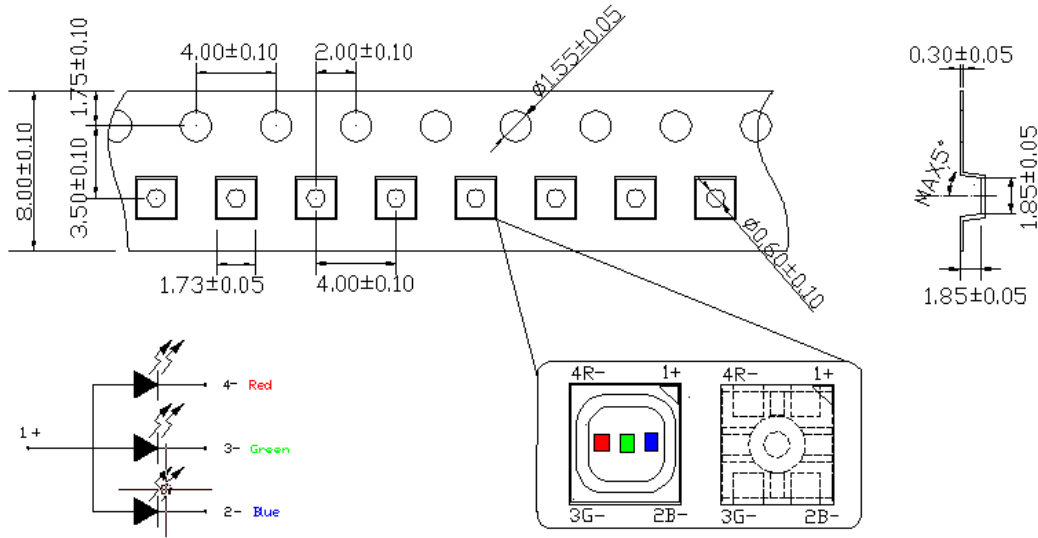 4.00±0.10
2.00±0.10
ø1.55±0.05
0.30±0.05
1.75±0.10
8.00±0.10
3.50±0.10
MAX5°
1.85±0.05
1.73±0.05
4.00±0.10
ø0.60±0.10
1.85±0.05
4R-
1+
4R-
1+
4- Red
1+
3- Green
2- Blue
3G-
2B-
3G-
2B-